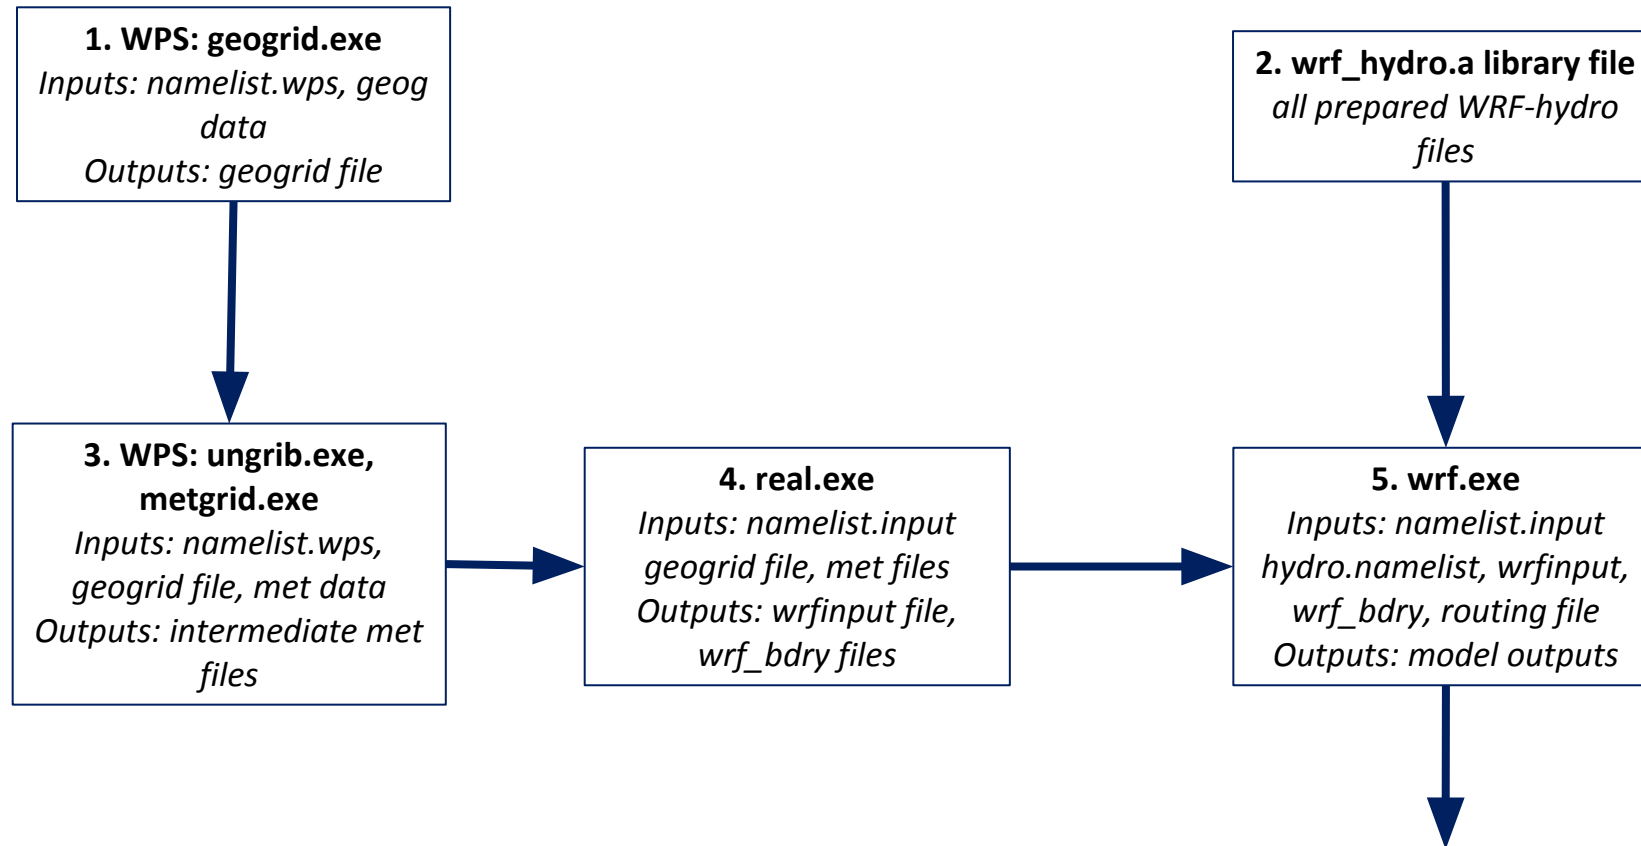 1. WPS: geogrid.exe
Inputs: namelist.wps, geog
data
Outputs: geogrid file
2. wrf_hydro.a library file
all prepared WRF-hydro
files
3. WPS: ungrib.exe,
metgrid.exe
Inputs: namelist.wps,
geogrid file, met data
Outputs: intermediate met
files
4. real.exe
Inputs: namelist.input
geogrid file, met files
Outputs: wrfinput file,
wrf_bdry files
5. wrf.exe
Inputs: namelist.input
hydro.namelist, wrfinput,
wrf_bdry, routing file
Outputs: model outputs